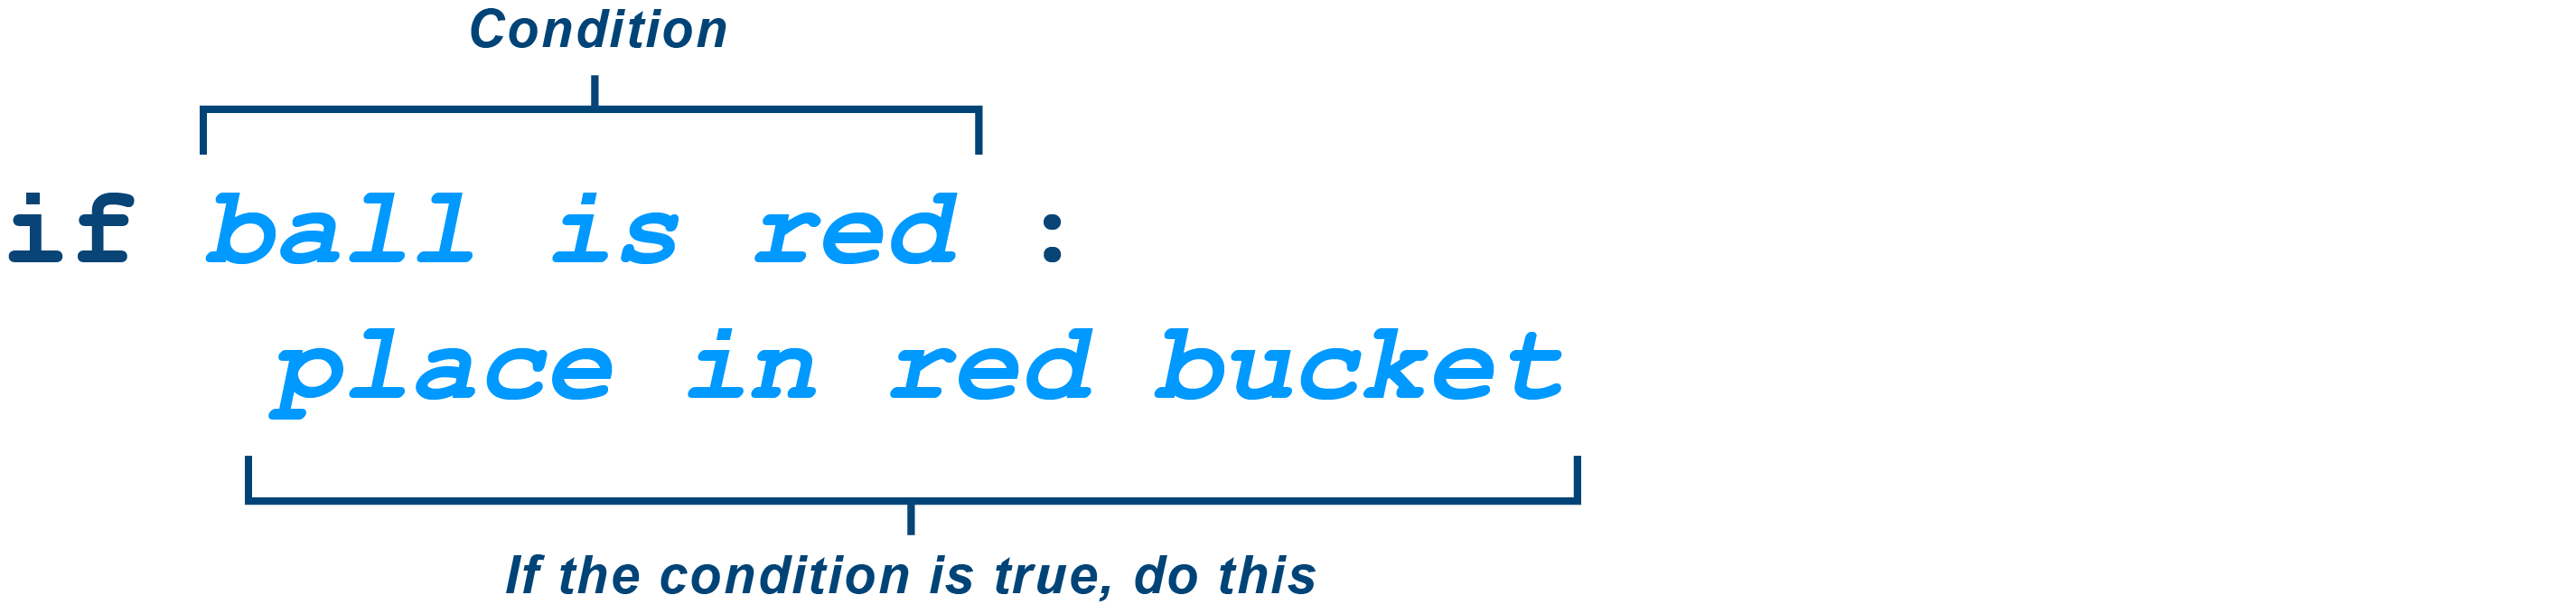 Condition
if ball is red :
place in red bucket
If the condition is true, do this